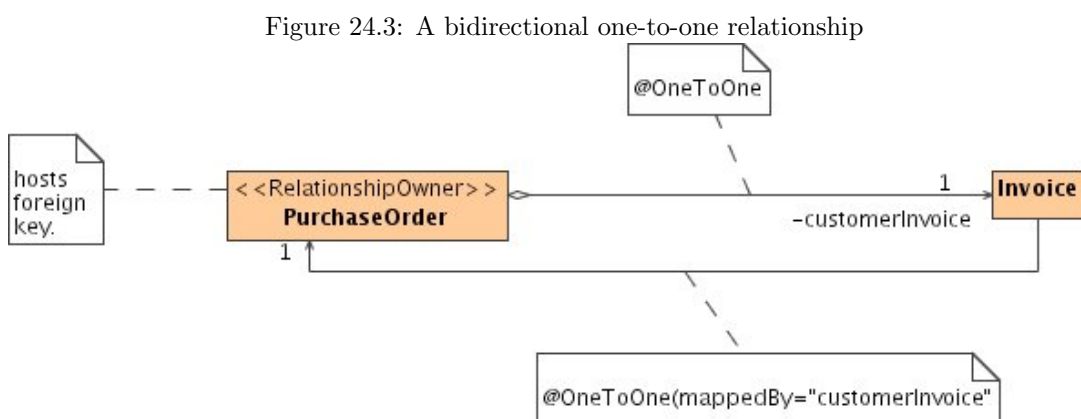 Figure 24.3: A bidirectional one-to-one relationship
@OneToOne
hosts
foreign
key.
<<RelationshipOwner>>
PurchaseOrder
1
Invoice
-customerInvoice
1
@OneToOne(mappedBy="customerInvoice"